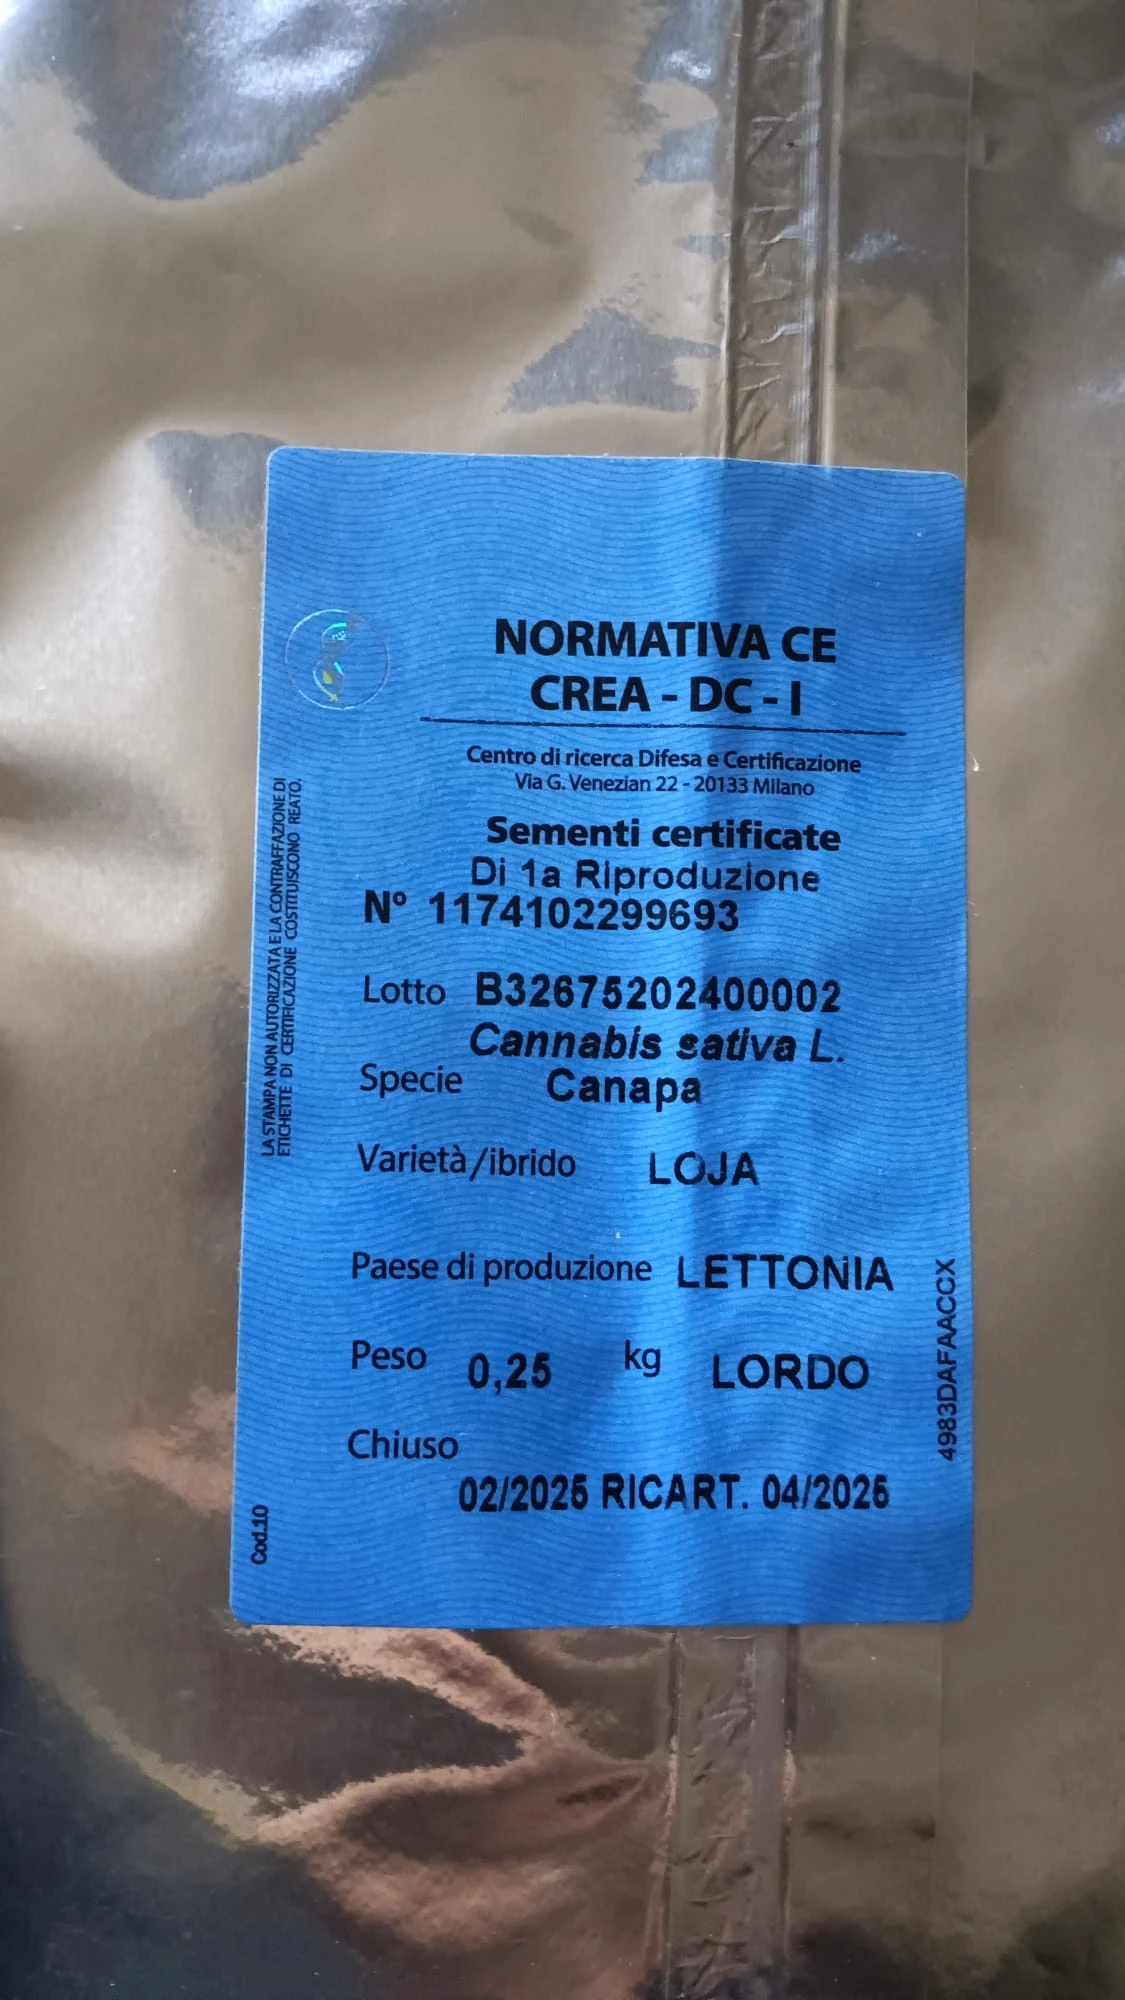 NORMATIVA CE
CREA - DC - I
Centro di ricerca Difesa e Certificazione
Via G. Venezian 22 - 20133 Milano
Sementi certificate
Di 1a Riproduzione
N° 1174102299693
Lotto B32675202400002
Cannabis sativa L.
Specie Canapa
Varietà/ibrido LOJA
Paese di produzione LETTONIA
Peso 0,25 kg LORDO
Chiuso
02/2025 RICART. 04/2025
LA STAMPA NON AUTORIZZATA E LA CONTRAFFAZIONE DI
ETICHETTE DI CERTIFICAZIONE COSTITUISCONO REATO.
Cod.10
4983DAFAACCX